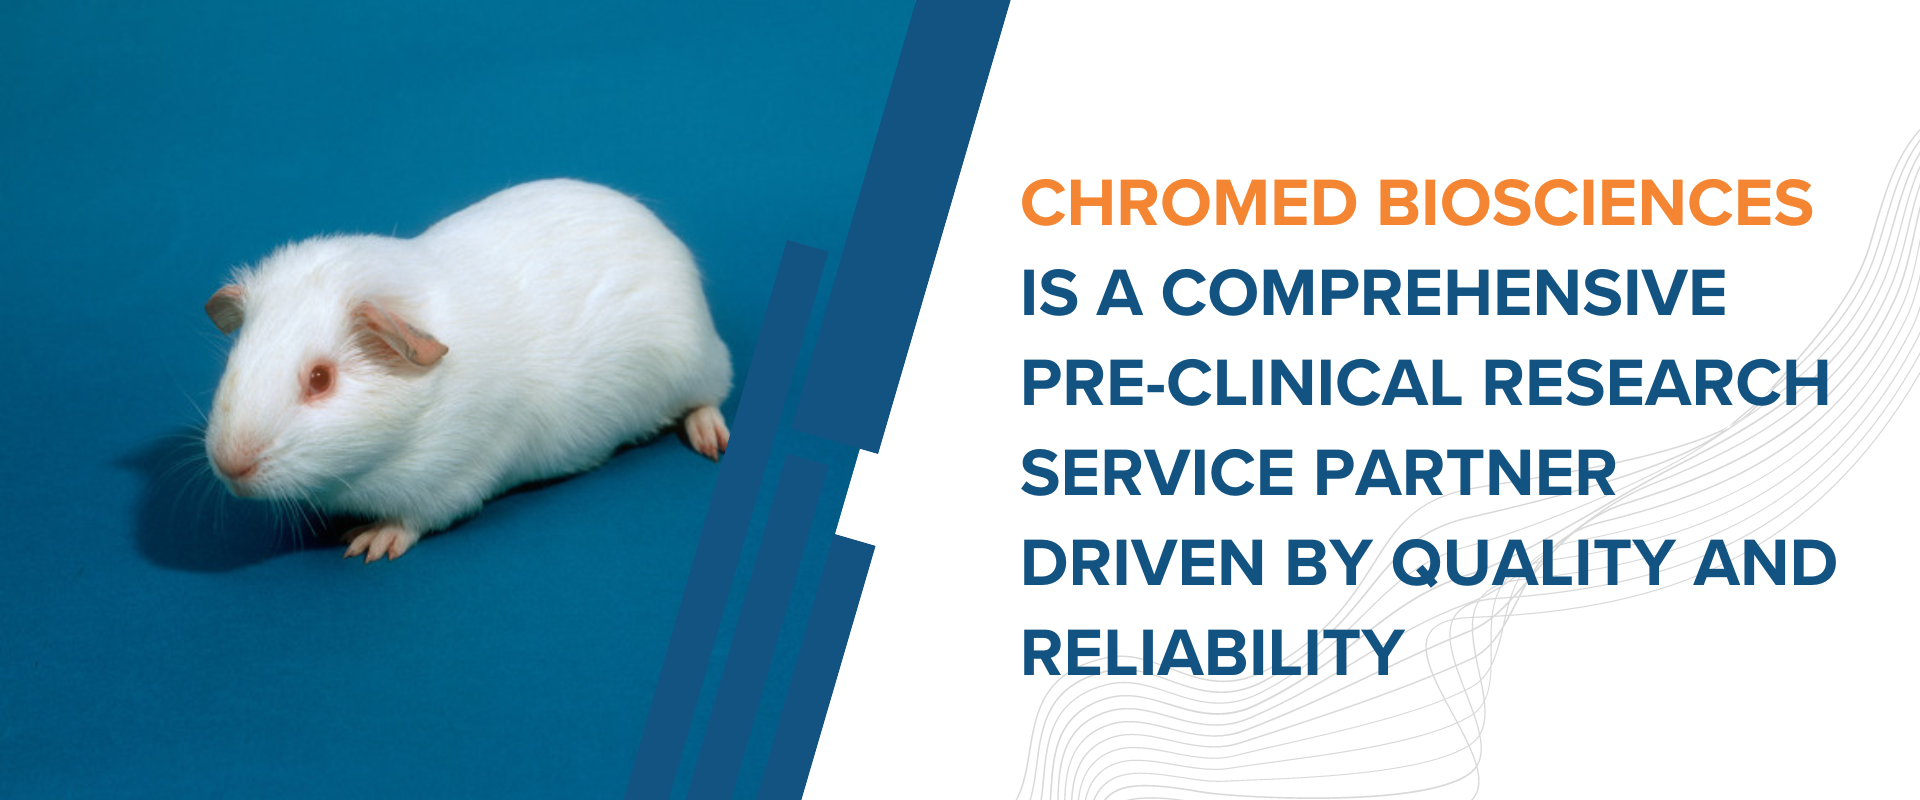 CHROMED BIOSCIENCES
IS A COMPREHENSIVE
PRE-CLINICAL RESEARCH
SERVICE PARTNER
DRIVEN BY QUALITY AND
RELIABILITY